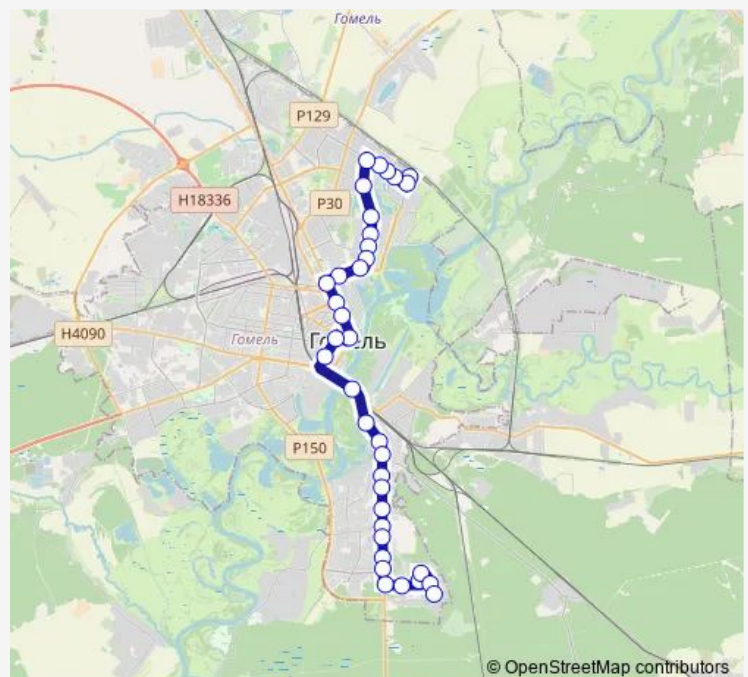 Гомель
P129
H18336
P30
H4090
Гомель
Гомель
P150
© OpenStreetMap contributors